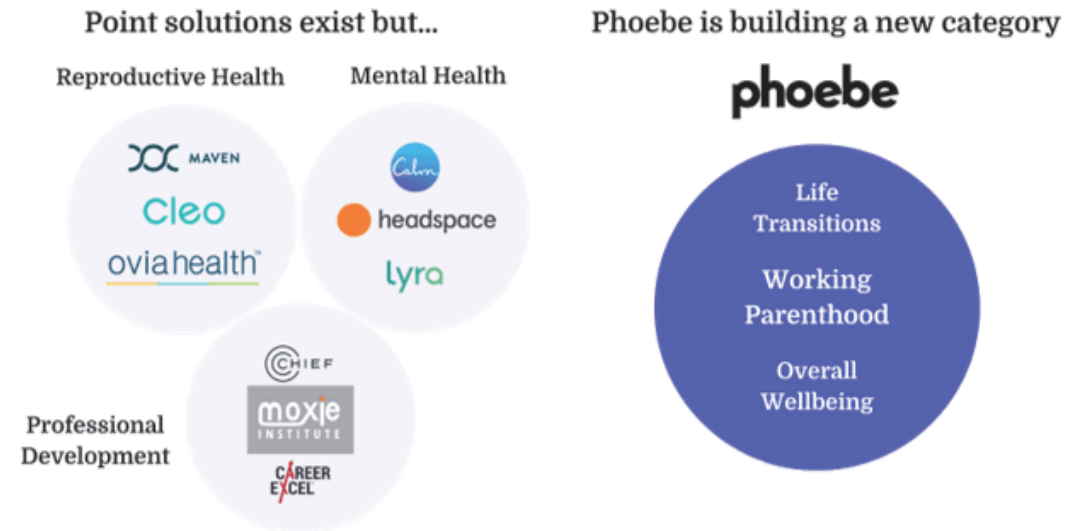 Point solutions exist but...
Phoebe is building a new category
Reproductive Health
Mental Health
phoebe
MAVEN
Cleo
oviahealth™
Calm
headspace
lyra
Life
Transitions
Working
Parenthood
Overall
Wellbeing
Professional
Development
CHIEF
moxie
INSTITUTE
CAREER
EXCEL